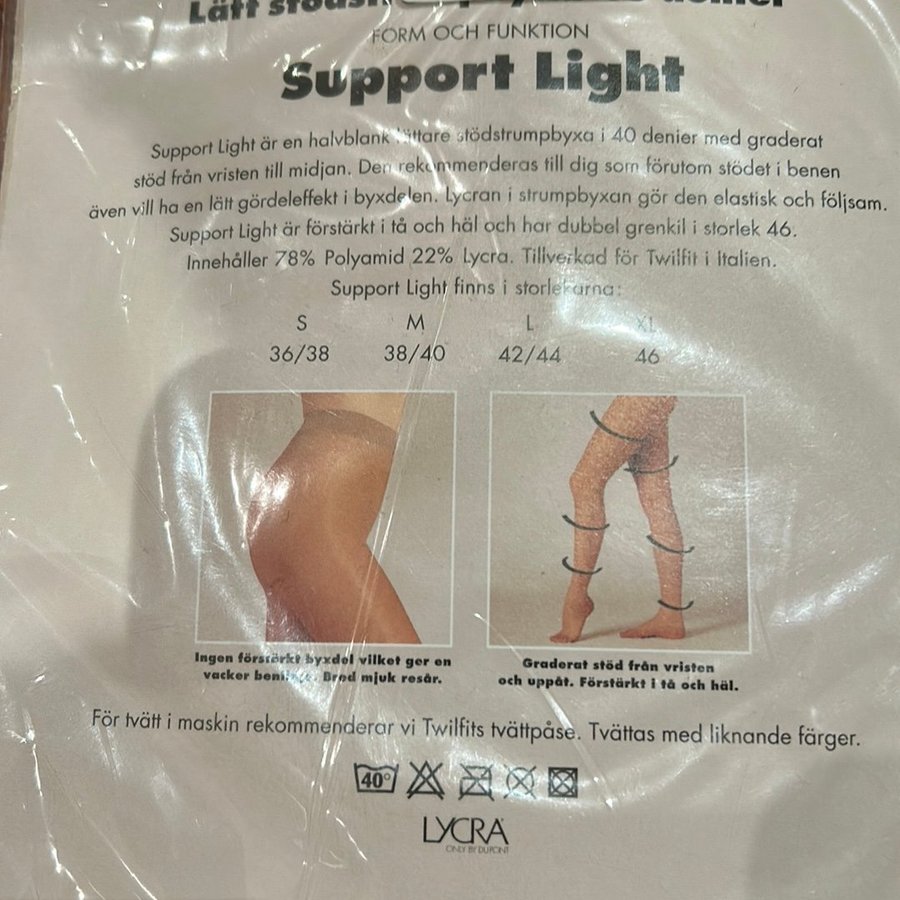 Lätt stödst
FORM OCH FUNKTION
Support Light
Support Light är en halvblank lättare stödstrumpbyxa i 40 denier med graderat
stöd från vristen till midjan. Den rekommenderas till dig som förutom stödet i benen
även vill ha en lätt gördeleffekt i byxdelen. Lycran i strumpbyxan gör den elastisk och följsam.
Support Light är förstärkt i tå och häl och har dubbel grenkil i storlek 46.
Innehåller 78% Polyamid 22% Lycra. Tillverkad för Twilfit i Italien.
Support Light finns i storlekarna:
S M L XL
36/38 38/40 42/44 46
Ingen förstärkt byxdel vilket ger en
vacker Bred mjuk resår.
Graderat stöd från vristen
och uppåt. Förstärkt i tå och häl.
För tvätt i maskin rekommenderar vi Twilfits tvättpåse. Tvättas med liknande färger.
40°
LYCRA
ONLY BY DUPONT